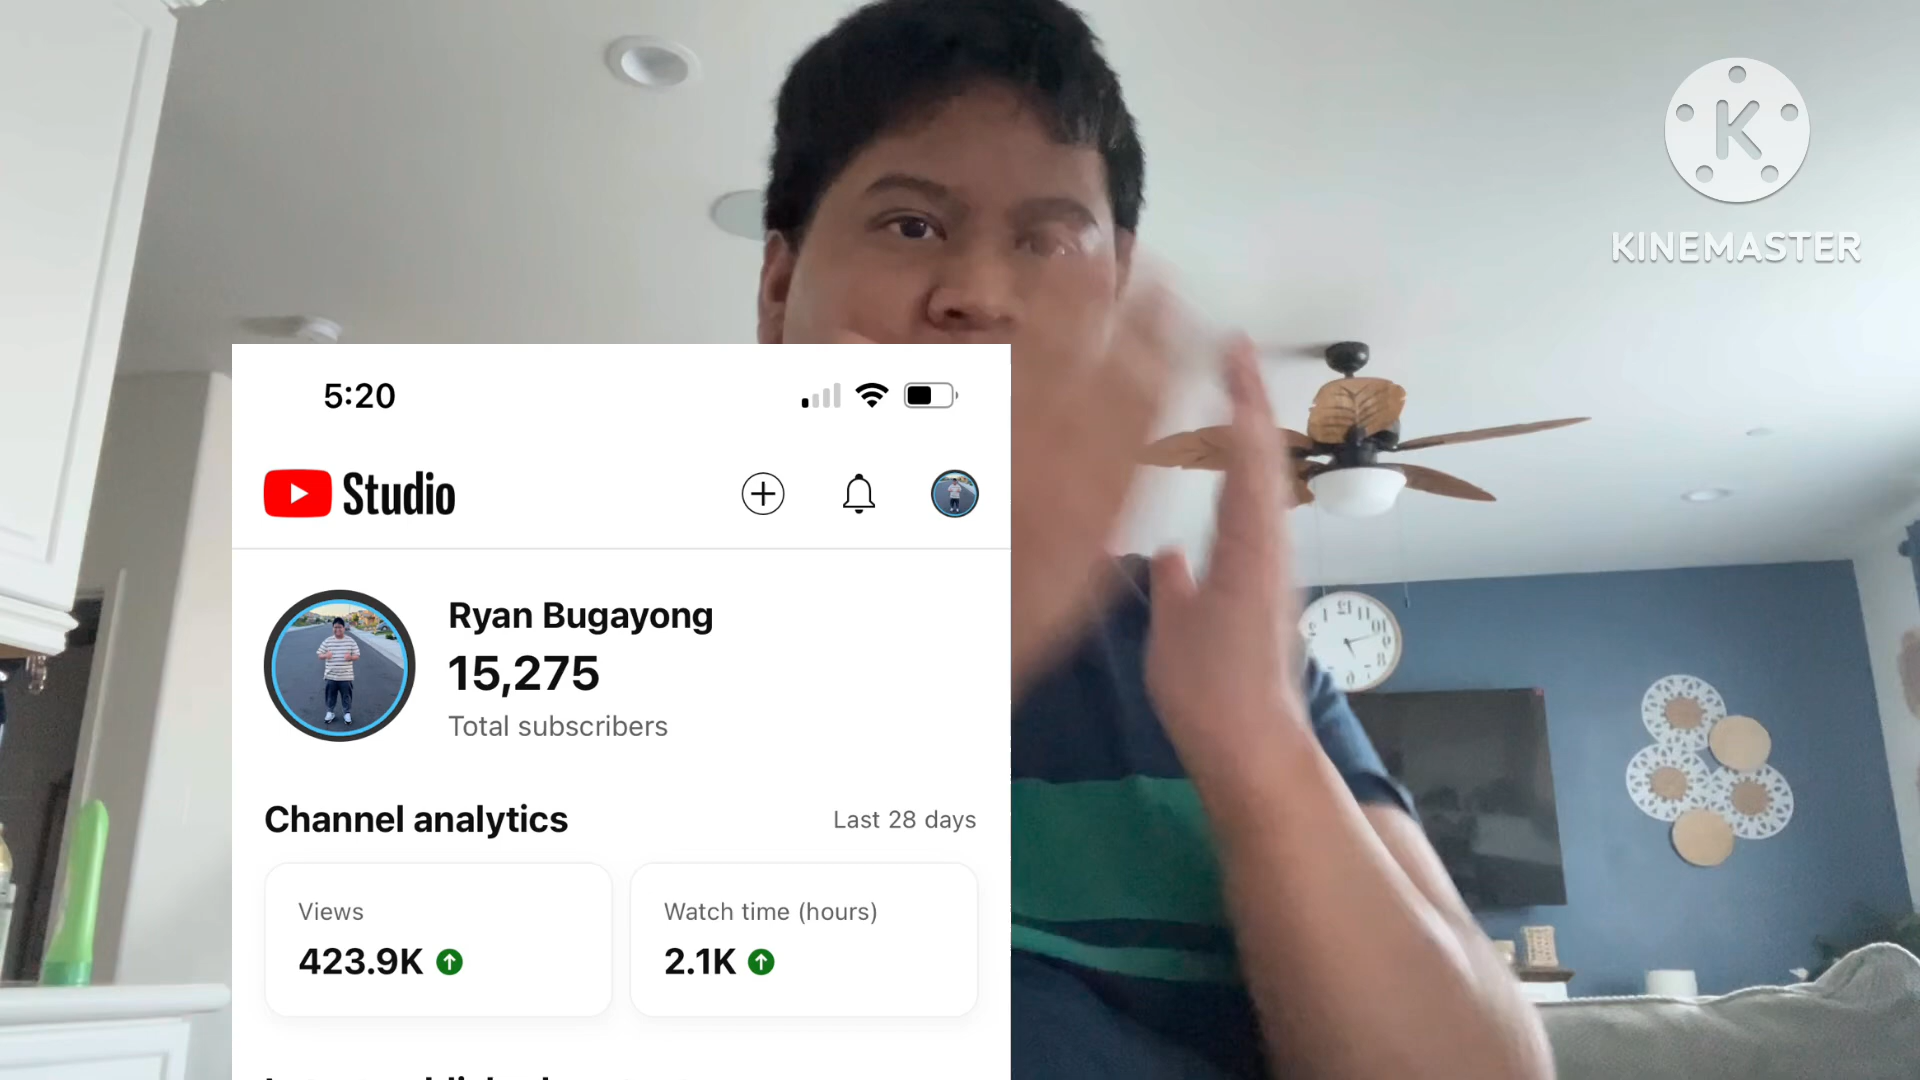 KINEMASTER
5:20
Studio
Ryan Bugayong
15,275
Total subscribers
Channel analytics
Last 28 days
Views
Watch time (hours)
423.9K
2.1K